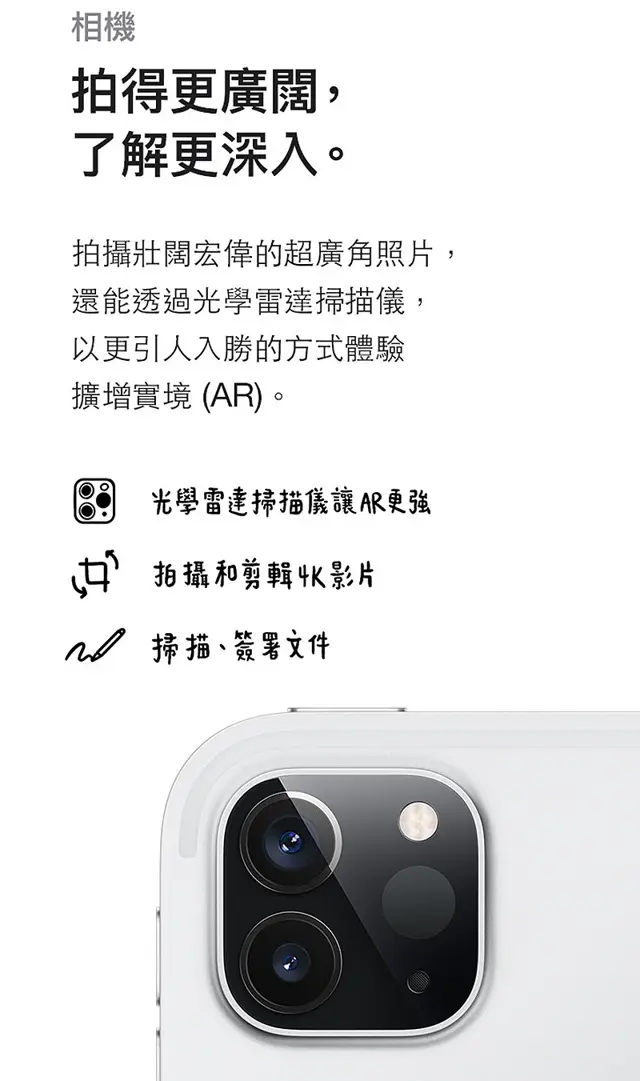 相機
拍得更廣闊，
了解更深入。
拍攝壯闊宏偉的超廣角照片，
還能透過光學雷達掃描儀，
以更引人入勝的方式體驗
擴增實境 (AR)。
光學雷達掃描儀讓AR更強
拍攝和剪輯4K影片
掃描、簽署文件